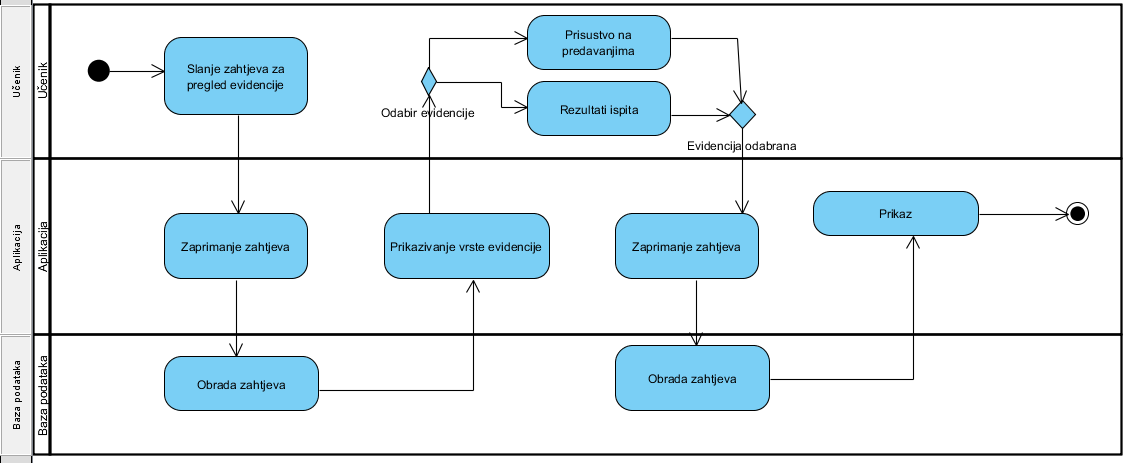 Učenik
Učenik
Slanje zahtjeva za
pregled evidencije
Odabir evidencije
Prisustvo na
predavanjima
Rezultati ispita
Evidencija odabrana
Aplikacija
Aplikacija
Zaprimanje zahtjeva
Prikazivanje vrste evidencije
Zaprimanje zahtjeva
Prikaz
Baza podataka
Baza podataka
Obrada zahtjeva
Obrada zahtjeva